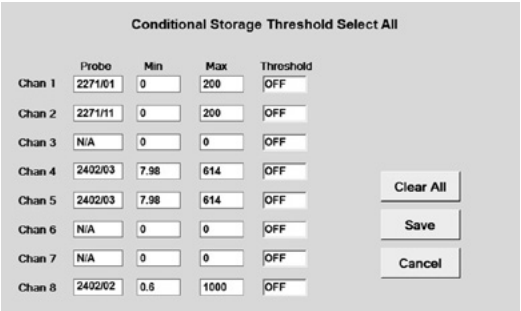 Conditional Storage Threshold Select All
Probe Min Max Threshold
Chan 1 2271/01 0 200 OFF
Chan 2 2271/11 0 200 OFF
Chan 3 N/A 0 0 OFF
Chan 4 2402/03 7.98 614 OFF
Chan 5 2402/03 7.98 614 OFF
Clear All
Chan 6 N/A 0 0 OFF
Save
Chan 7 N/A 0 0 OFF
Cancel
Chan 8 2402/02 0.6 1000 OFF